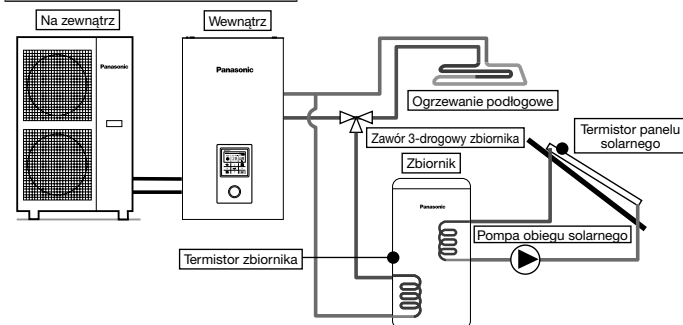 Na zewnątrz
Wewnątrz
Panasonic
Panasonic
Ogrzewanie podłogowe
Zawór 3-drogowy zbiornika
Termistor panelu
solarnego
Zbiornik
Panasonic
Pompa obiegu solarnego
Termistor zbiornika